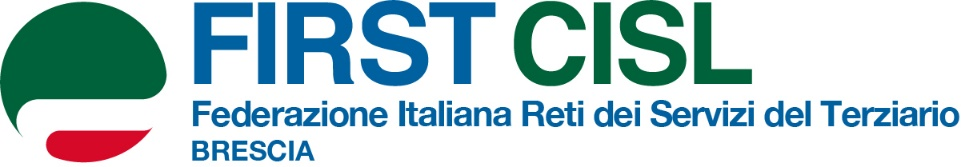 FIRST CISL
Federazione Italiana Reti dei Servizi del Terziario
BRESCIA